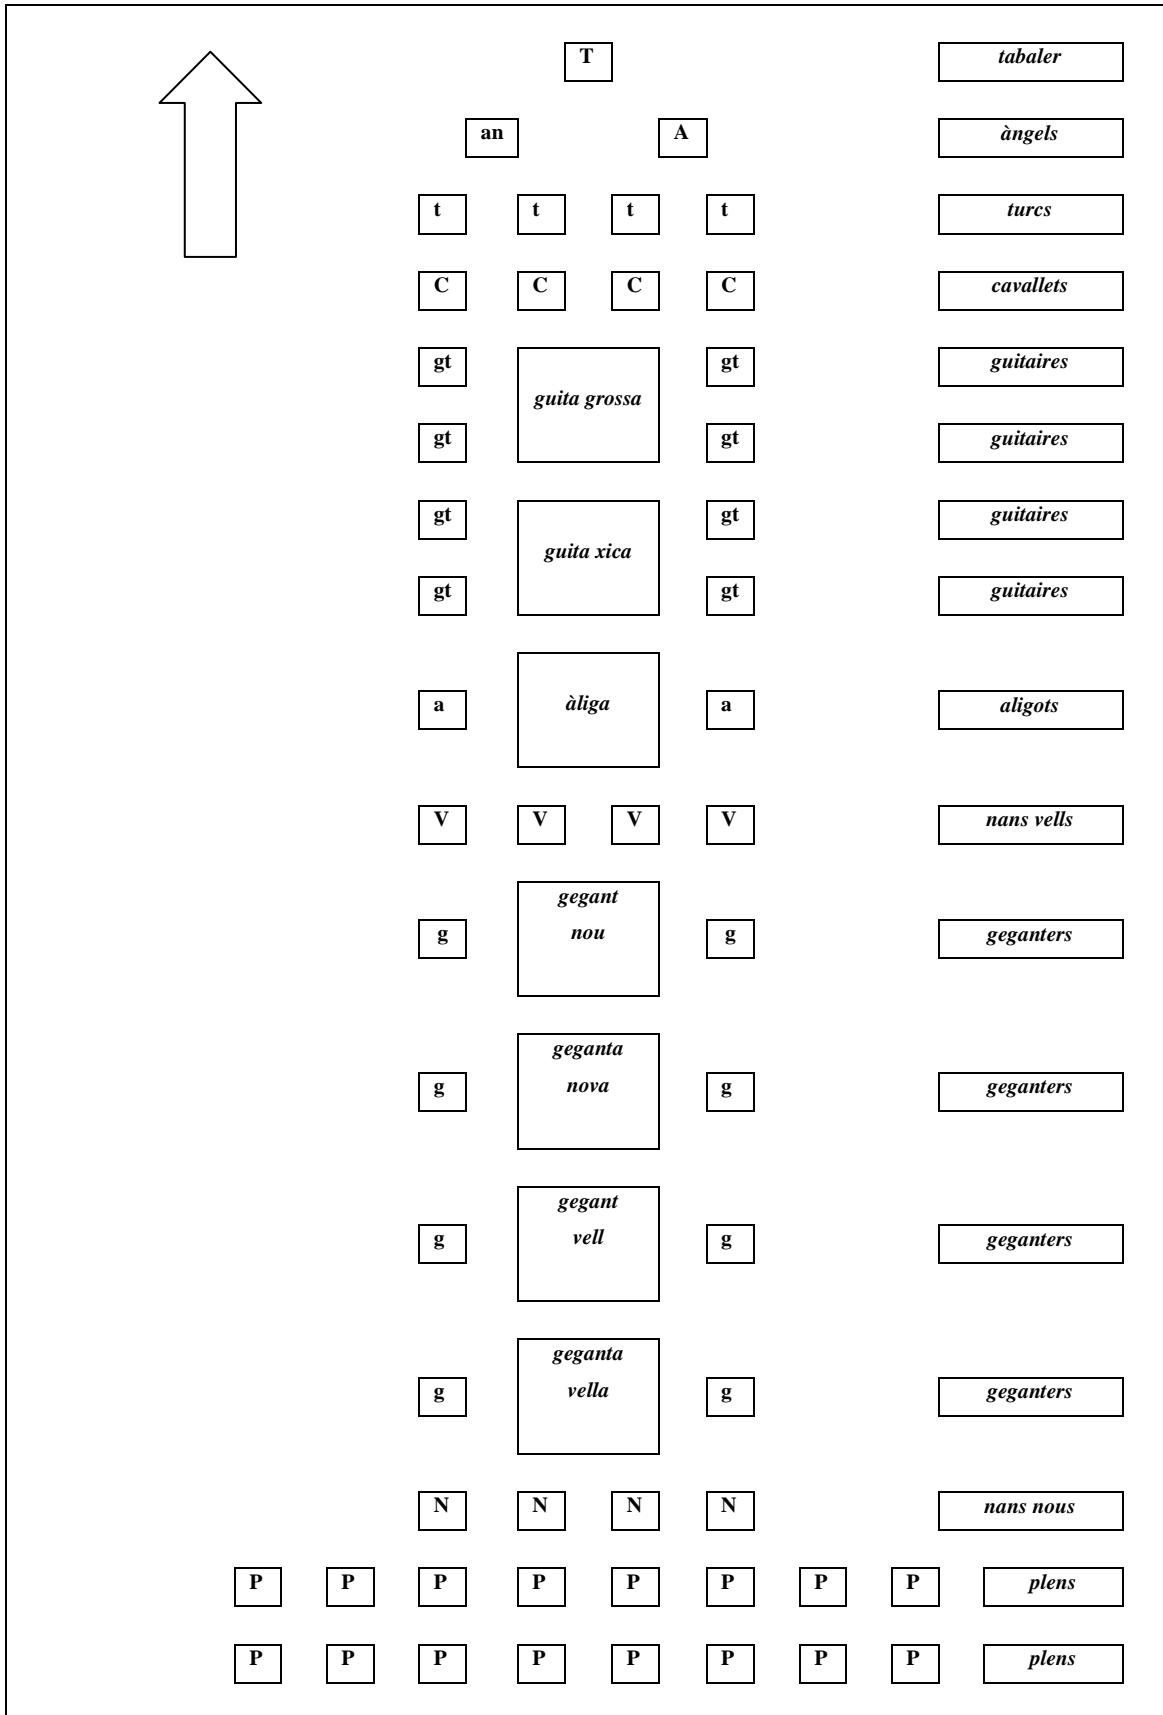 T tabaler
an A àngels
t t t t turcs
C C C C cavallets
gt gt guitaires
guita grossa
gt gt guitaires
gt gt guitaires
guita xica
gt gt guitaires
a àliga a aligots
V V V V nans vells
gegant
nou
g g geganters
geganta
nova
g g geganters
gegant
vell
g g geganters
geganta
vella
g g geganters
N N N N nans nous
P P P P P P P P plens
P P P P P P P P plens